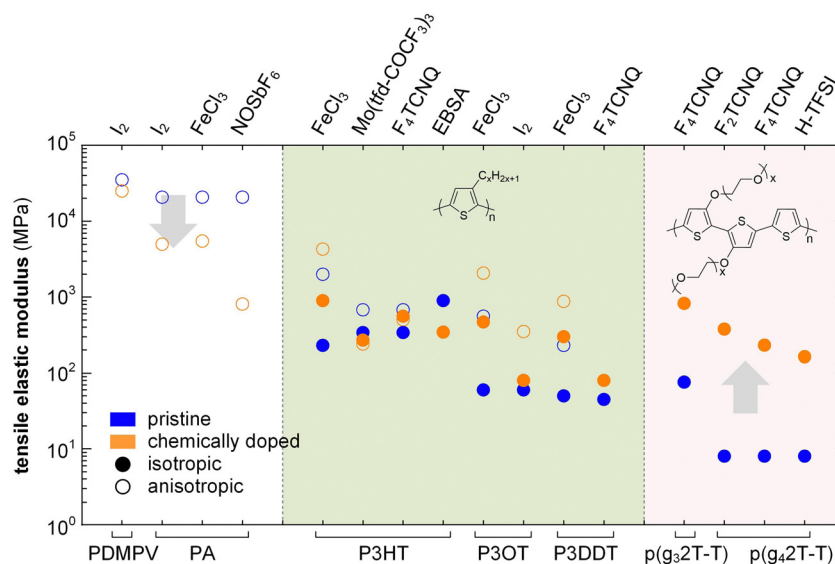 I2 I2 FeCl3 NOSbF6 FeCl3 Mo(tfd-COCF3)3 F4TCNQ EBSA FeCl3 I2 FeCl3 F4TCNQ F4TCNQ F2TCNQ F4TCNQ H-TFSI
tensile elastic modulus (MPa)
10^5
10^4
10^3
10^2
10^1
10^0
CxH2x+1
S
n
O
O
x
S
S
S
n
O
O
x
pristine
chemically doped
isotropic
anisotropic
PDMPV PA P3HT P3OT P3DDT p(g32T-T) p(g42T-T)